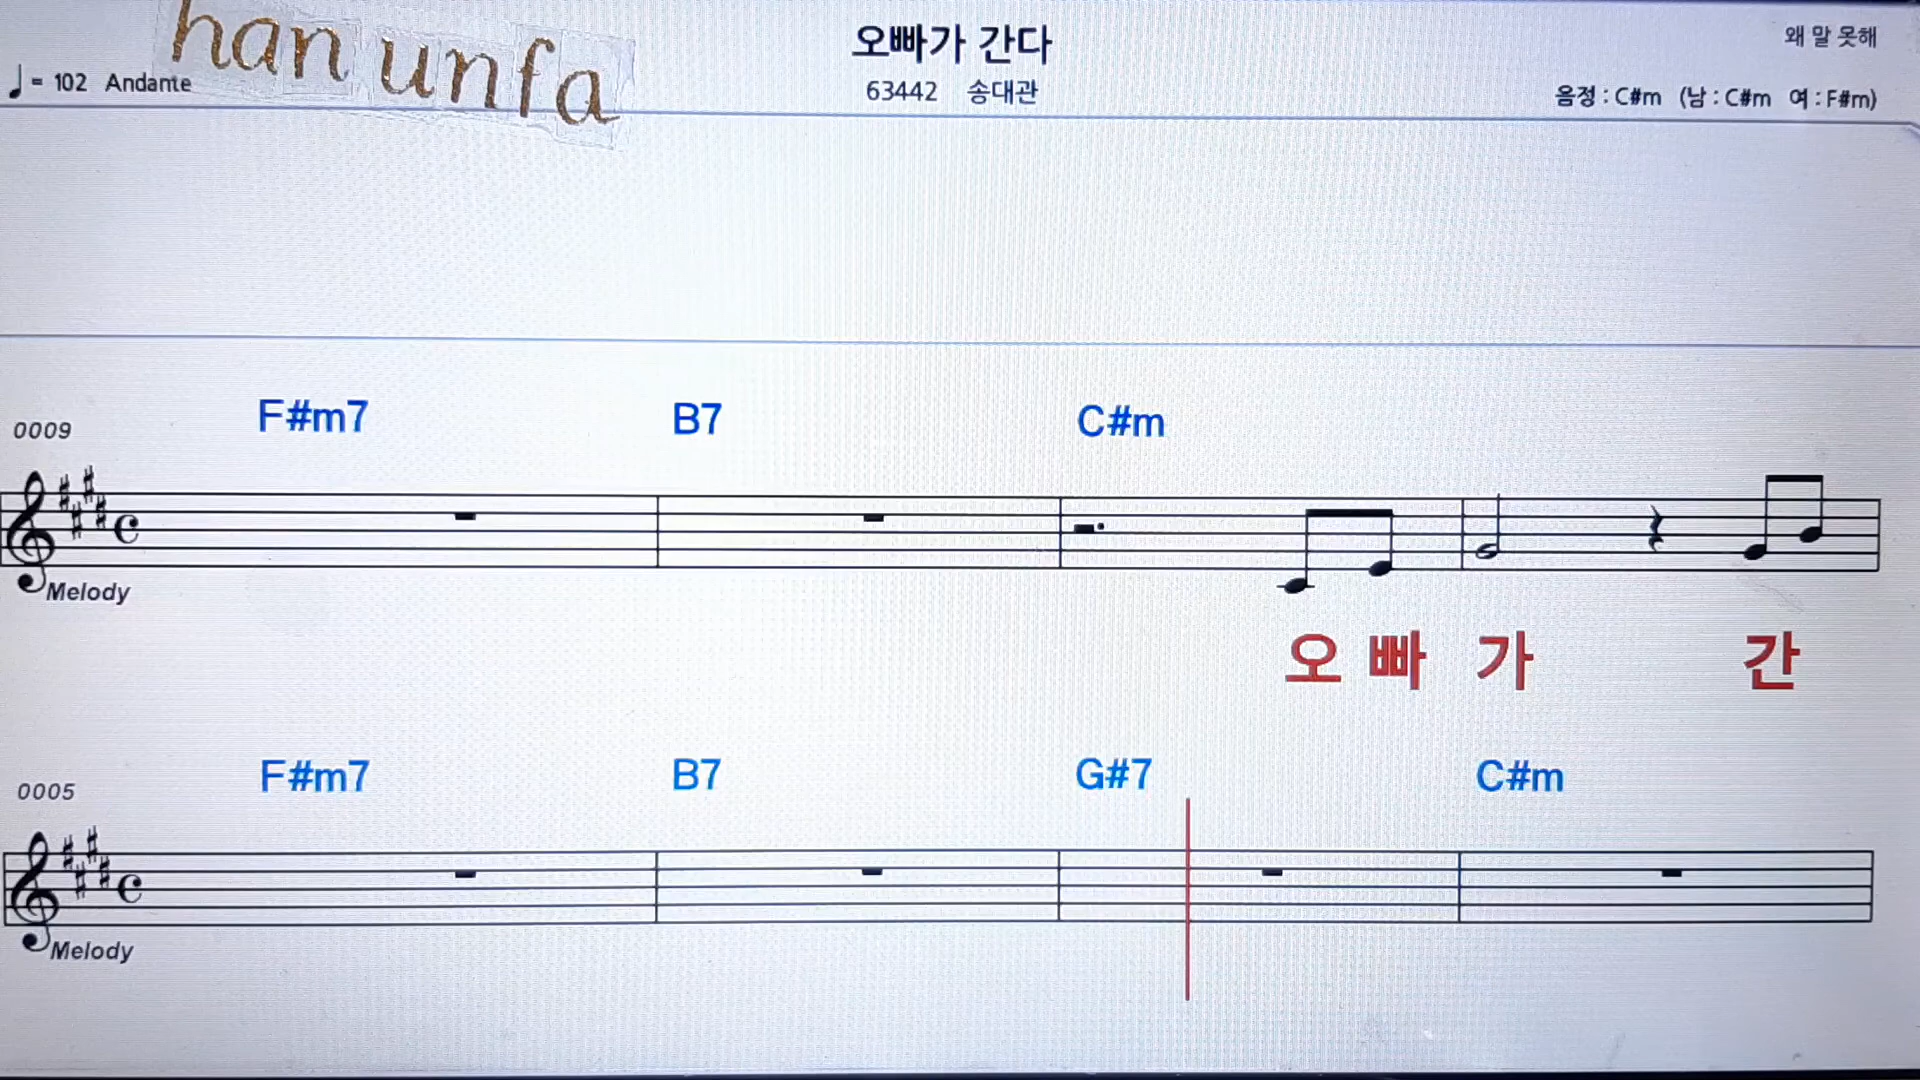 han unfa
오빠가 간다
왜 말 못해
♩= 102 Andante
63442 송대관
음정 : C#m (남 : C#m 여 : F#m)
F#m7 B7 C#m
0009
Melody
오 빠 가 간
F#m7 B7 G#7 C#m
0005
Melody